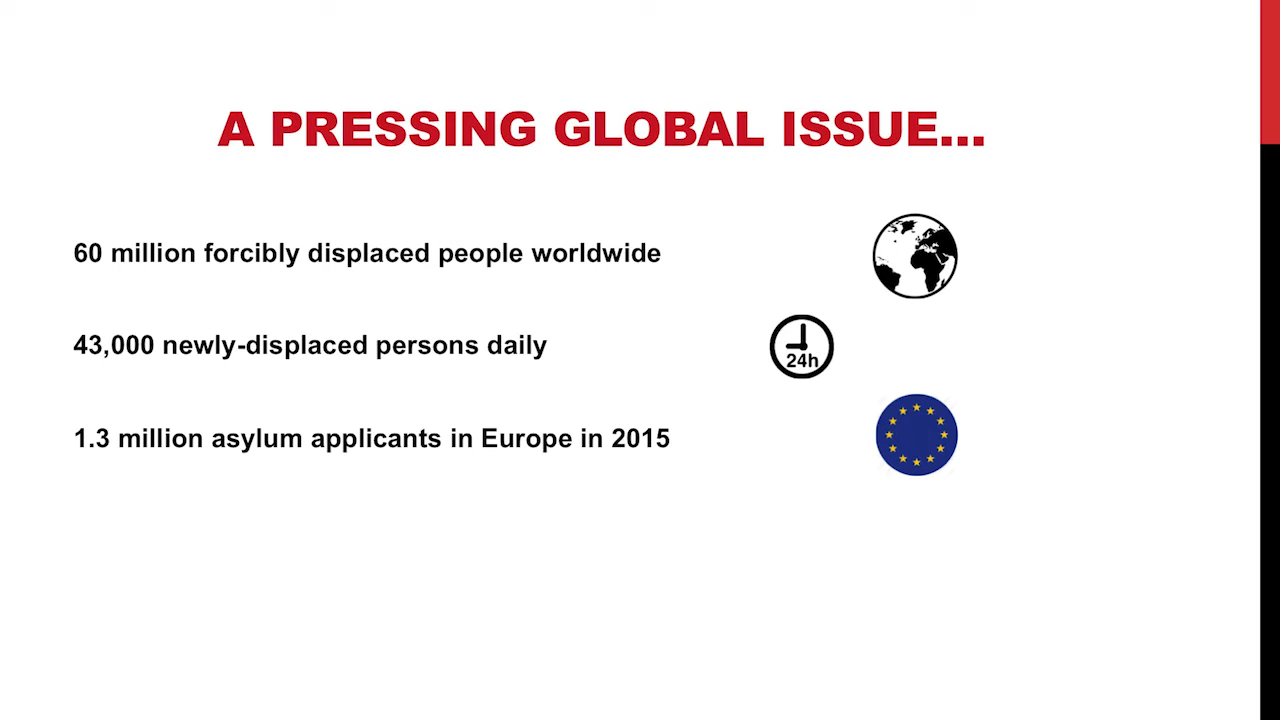 A PRESSING GLOBAL ISSUE...
60 million forcibly displaced people worldwide
43,000 newly-displaced persons daily
24h
1.3 million asylum applicants in Europe in 2015